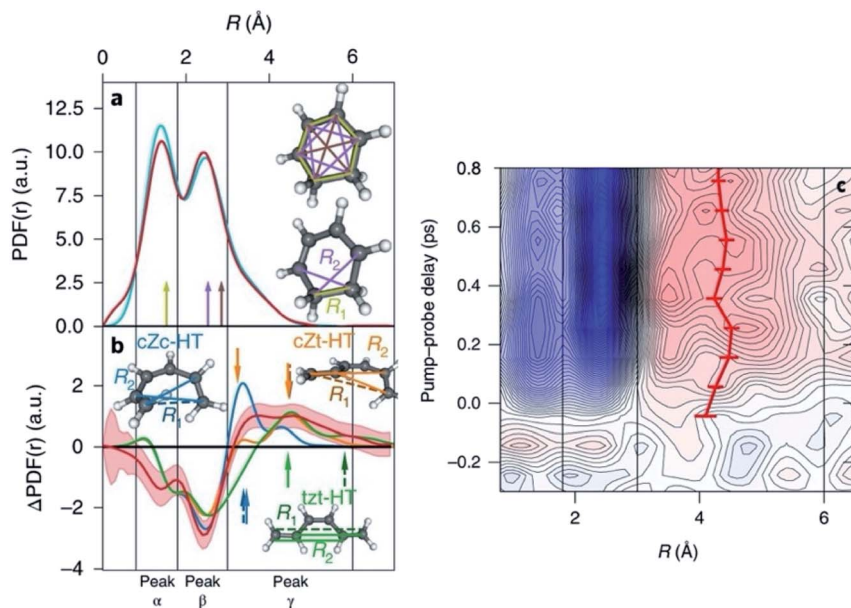 R (Å)
0 2 4 6
a
12.5
10.0
7.5
5.0
2.5
0.0
PDF(r) (a.u.)
R₂
R₁
b
cZc-HT
cZt-HT
R₂
R₂
R₁
R₁
2
0
−2
−4
ΔPDF(r) (a.u.)
tzt-HT
R₁
R₂
Peak α
Peak β
Peak γ
c
0.8
0.6
0.4
0.2
0.0
−0.2
Pump–probe delay (ps)
2 4 6
R (Å)